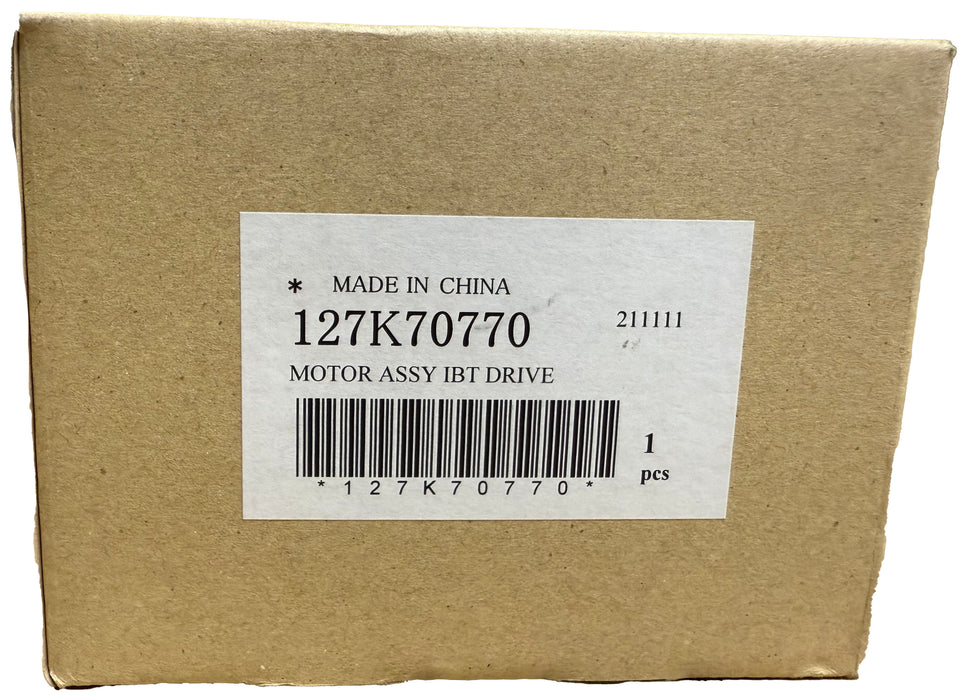 * MADE IN CHINA
127K70770 211111
MOTOR ASSY IBT DRIVE
1
pcs
*127K70770*